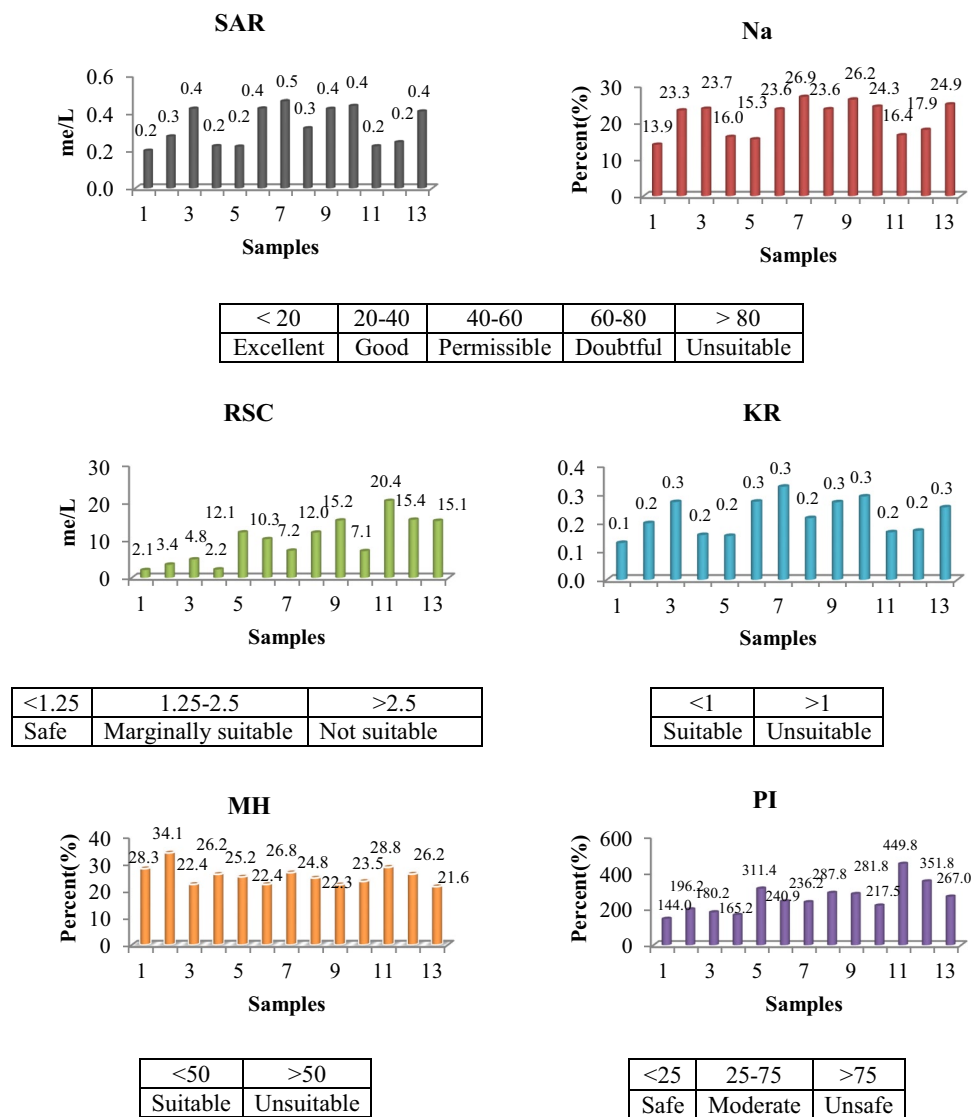 SAR
0.6
0.4
0.2
0.0
me/L
0.2 0.3 0.4 0.2 0.2 0.4 0.5 0.3 0.4 0.4 0.2 0.2 0.4
1 3 5 7 9 11 13
Samples
Na
30
20
10
0
Percent(%)
13.9 23.3 23.7 16.0 15.3 23.6 26.9 23.6 26.2 24.3 16.4 17.9 24.9
1 3 5 7 9 11 13
Samples
< 20 20-40 40-60 60-80 > 80
Excellent Good Permissible Doubtful Unsuitable
RSC
30
20
10
0
me/L
2.1 3.4 4.8 2.2 12.1 10.3 7.2 12.0 15.2 7.1 20.4 15.4 15.1
1 3 5 7 9 11 13
Samples
KR
0.4
0.3
0.2
0.1
0.0
0.1 0.2 0.3 0.2 0.2 0.3 0.3 0.2 0.3 0.3 0.2 0.2 0.3
1 3 5 7 9 11 13
Samples
<1.25 1.25-2.5 >2.5
Safe Marginally suitable Not suitable
<1 >1
Suitable Unsuitable
MH
40
30
20
10
0
Percent(%)
28.3 34.1 22.4 26.2 25.2 22.4 26.8 24.8 22.3 23.5 28.8 26.2 21.6
1 3 5 7 9 11 13
Samples
PI
600
400
200
0
Percent(%)
144.0 196.2 180.2 165.2 311.4 240.9 236.2 287.8 281.8 217.5 449.8 351.8 267.0
1 3 5 7 9 11 13
Samples
<50 >50
Suitable Unsuitable
<25 25-75 >75
Safe Moderate Unsafe